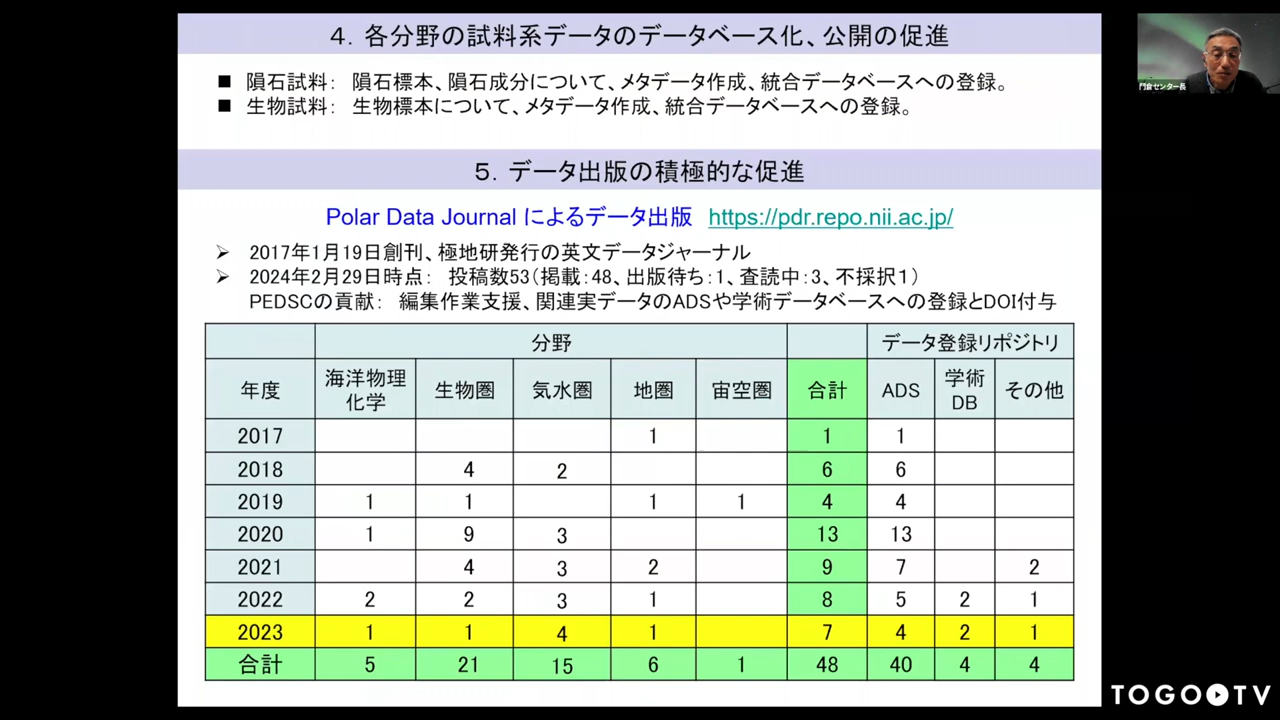 ４．各分野の試料系データのデータベース化、公開の促進
■ 隕石試料： 隕石標本、隕石成分について、メタデータ作成、統合データベースへの登録。
■ 生物試料： 生物標本について、メタデータ作成、統合データベースへの登録。
門倉センター長
５．データ出版の積極的な促進
Polar Data Journal によるデータ出版 https://pdr.repo.nii.ac.jp/
➢ 2017年1月19日創刊、極地研発行の英文データジャーナル
➢ 2024年2月29日時点： 投稿数53（掲載：48、出版待ち：1、査読中：3、不採択１）
PEDSCの貢献： 編集作業支援、関連実データのADSや学術データベースへの登録とDOI付与
分野 データ登録リポジトリ
年度 海洋物理化学 生物圏 気水圏 地圏 宙空圏 合計 ADS 学術DB その他
2017 1 1 1
2018 4 2 6 6
2019 1 1 1 1 4 4
2020 1 9 3 13 13
2021 4 3 2 9 7 2
2022 2 2 3 1 8 5 2 1
2023 1 1 4 1 7 4 2 1
合計 5 21 15 6 1 48 40 4 4
TOGO TV